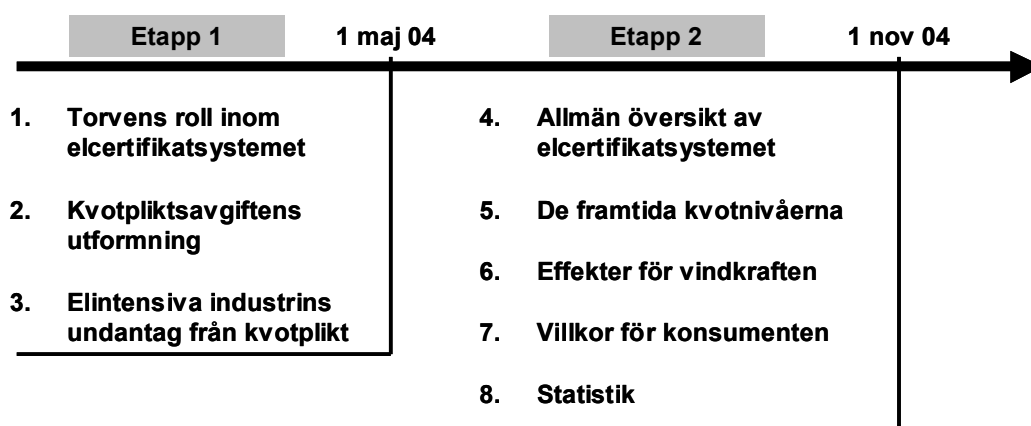 Etapp 1
1 maj 04
Etapp 2
1 nov 04
1. Torvens roll inom
elcertifikatsystemet
2. Kvotpliktsavgiftens
utformning
3. Elintensiva industrins
undantag från kvotplikt
4. Allmän översikt av
elcertifikatsystemet
5. De framtida kvotnivåerna
6. Effekter för vindkraften
7. Villkor för konsumenten
8. Statistik